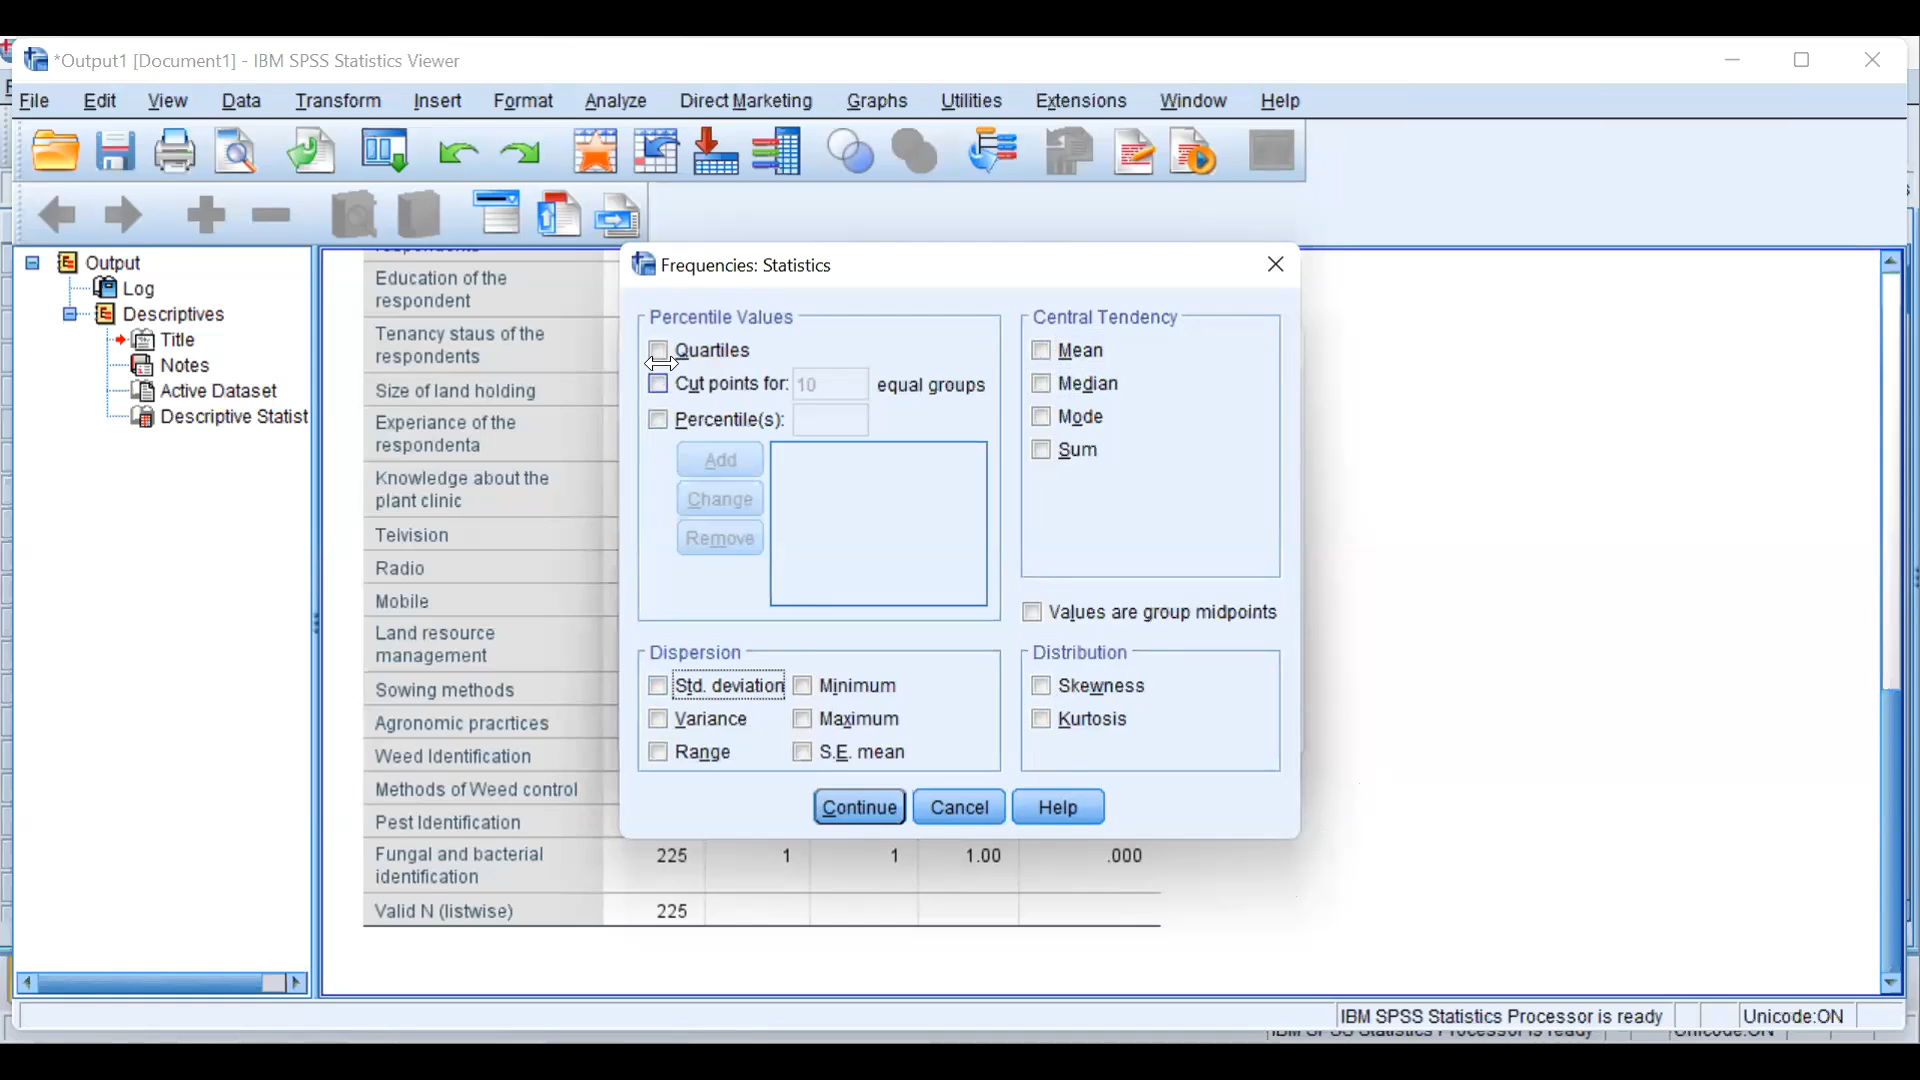 *Output1 [Document1] - IBM SPSS Statistics Viewer
File Edit View Data Transform Insert Format Analyze Direct Marketing Graphs Utilities Extensions Window Help
Output
Log
Descriptives
Title
Notes
Active Dataset
Descriptive Statist
Education of the
respondent
Tenancy staus of the
respondents
Size of land holding
Experiance of the
respondenta
Knowledge about the
plant clinic
Telvision
Radio
Mobile
Land resource
management
Sowing methods
Agronomic pracrtices
Weed Identification
Methods of Weed control
Pest Identification
Fungal and bacterial
identification
225 1 1 1.00 .000
Valid N (listwise) 225
Frequencies: Statistics
Percentile Values
Quartiles
Cut points for: 10 equal groups
Percentile(s):
Add
Change
Remove
Central Tendency
Mean
Median
Mode
Sum
Values are group midpoints
Dispersion
Std. deviation Minimum
Variance Maximum
Range S.E. mean
Distribution
Skewness
Kurtosis
Continue Cancel Help
IBM SPSS Statistics Processor is ready Unicode:ON